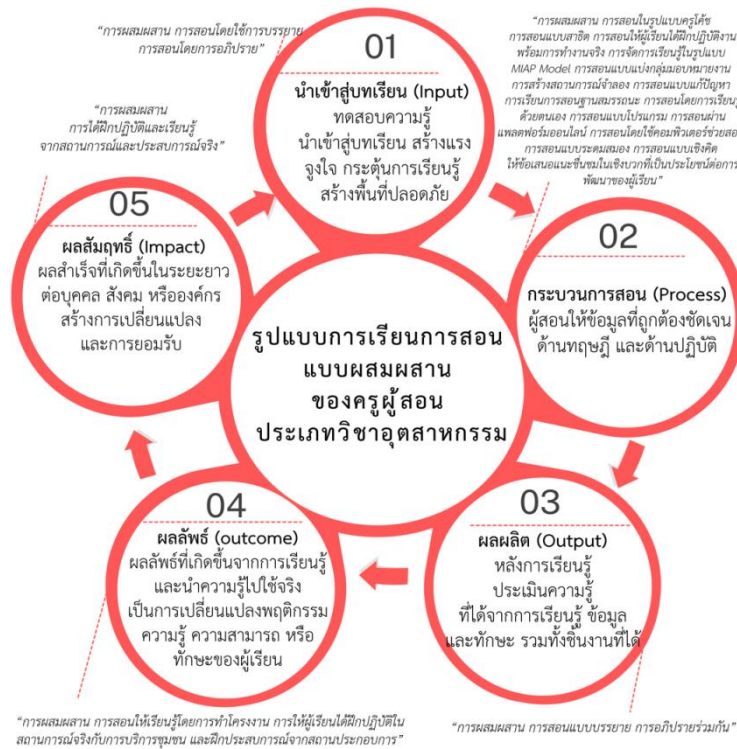 “การผสมผสาน การสอนโดยใช้การบรรยาย
การสอนโดยการอภิปราย”
01
นำเข้าสู่บทเรียน (Input)
ทดสอบความรู้
นำเข้าสู่บทเรียน สร้างแรง
จูงใจ กระตุ้นการเรียนรู้
สร้างพื้นที่ปลอดภัย
“การผสมผสาน การสอนในรูปแบบครูโค้ช
การสอนแบบสาธิต การสอนให้ผู้เรียนได้ฝึกปฏิบัติงาน
พร้อมการทำงานจริง การจัดการเรียนรู้ในรูปแบบ
MIAP Model การสอนแบบแบ่งกลุ่มมอบหมายงาน
การสร้างสถานการณ์จำลอง การสอนแบบแก้ปัญหา
การเรียนการสอนฐานสมรรถนะ การสอนโดยการเรียนรู้
ด้วยตนเอง การสอนแบบโปรแกรม การสอนผ่าน
แพลตฟอร์มออนไลน์ การสอนโดยใช้คอมพิวเตอร์ช่วยสอน
การสอนแบบระดมสมอง การสอนแบบเชิงคิด
ให้ข้อเสนอแนะชื่นชมในเชิงบวกที่เป็นประโยชน์ต่อการ
พัฒนาของผู้เรียน”
02
กระบวนการสอน (Process)
ผู้สอนให้ข้อมูลที่ถูกต้องชัดเจน
ด้านทฤษฎี และด้านปฏิบัติ
03
ผลผลิต (Output)
หลังการเรียนรู้
ประเมินความรู้
ที่ได้จากการเรียนรู้ ข้อมูล
และทักษะ รวมทั้งชิ้นงานที่ได้
“การผสมผสาน การสอนแบบบรรยาย การอภิปรายร่วมกัน”
04
ผลลัพธ์ (outcome)
ผลลัพธ์ที่เกิดขึ้นจากการเรียนรู้
และนำความรู้ไปใช้จริง
เป็นการเปลี่ยนแปลงพฤติกรรม
ความรู้ ความสามารถ หรือ
ทักษะของผู้เรียน
“การผสมผสาน การสอนให้เรียนรู้โดยการทำโครงงาน การให้ผู้เรียนได้ฝึกปฏิบัติใน
สถานการณ์จริงกับการบริการชุมชน และฝึกประสบการณ์จากสถานประกอบการ”
05
ผลสัมฤทธิ์ (Impact)
ผลสำเร็จที่เกิดขึ้นในระยะยาว
ต่อบุคคล สังคม หรือองค์กร
สร้างการเปลี่ยนแปลง
และการยอมรับ
“การผสมผสาน
การได้ฝึกปฏิบัติและเรียนรู้
จากสถานการณ์และประสบการณ์จริง”
รูปแบบการเรียนการสอน
แบบผสมผสาน
ของครูผู้สอน
ประเภทวิชาอุตสาหกรรม